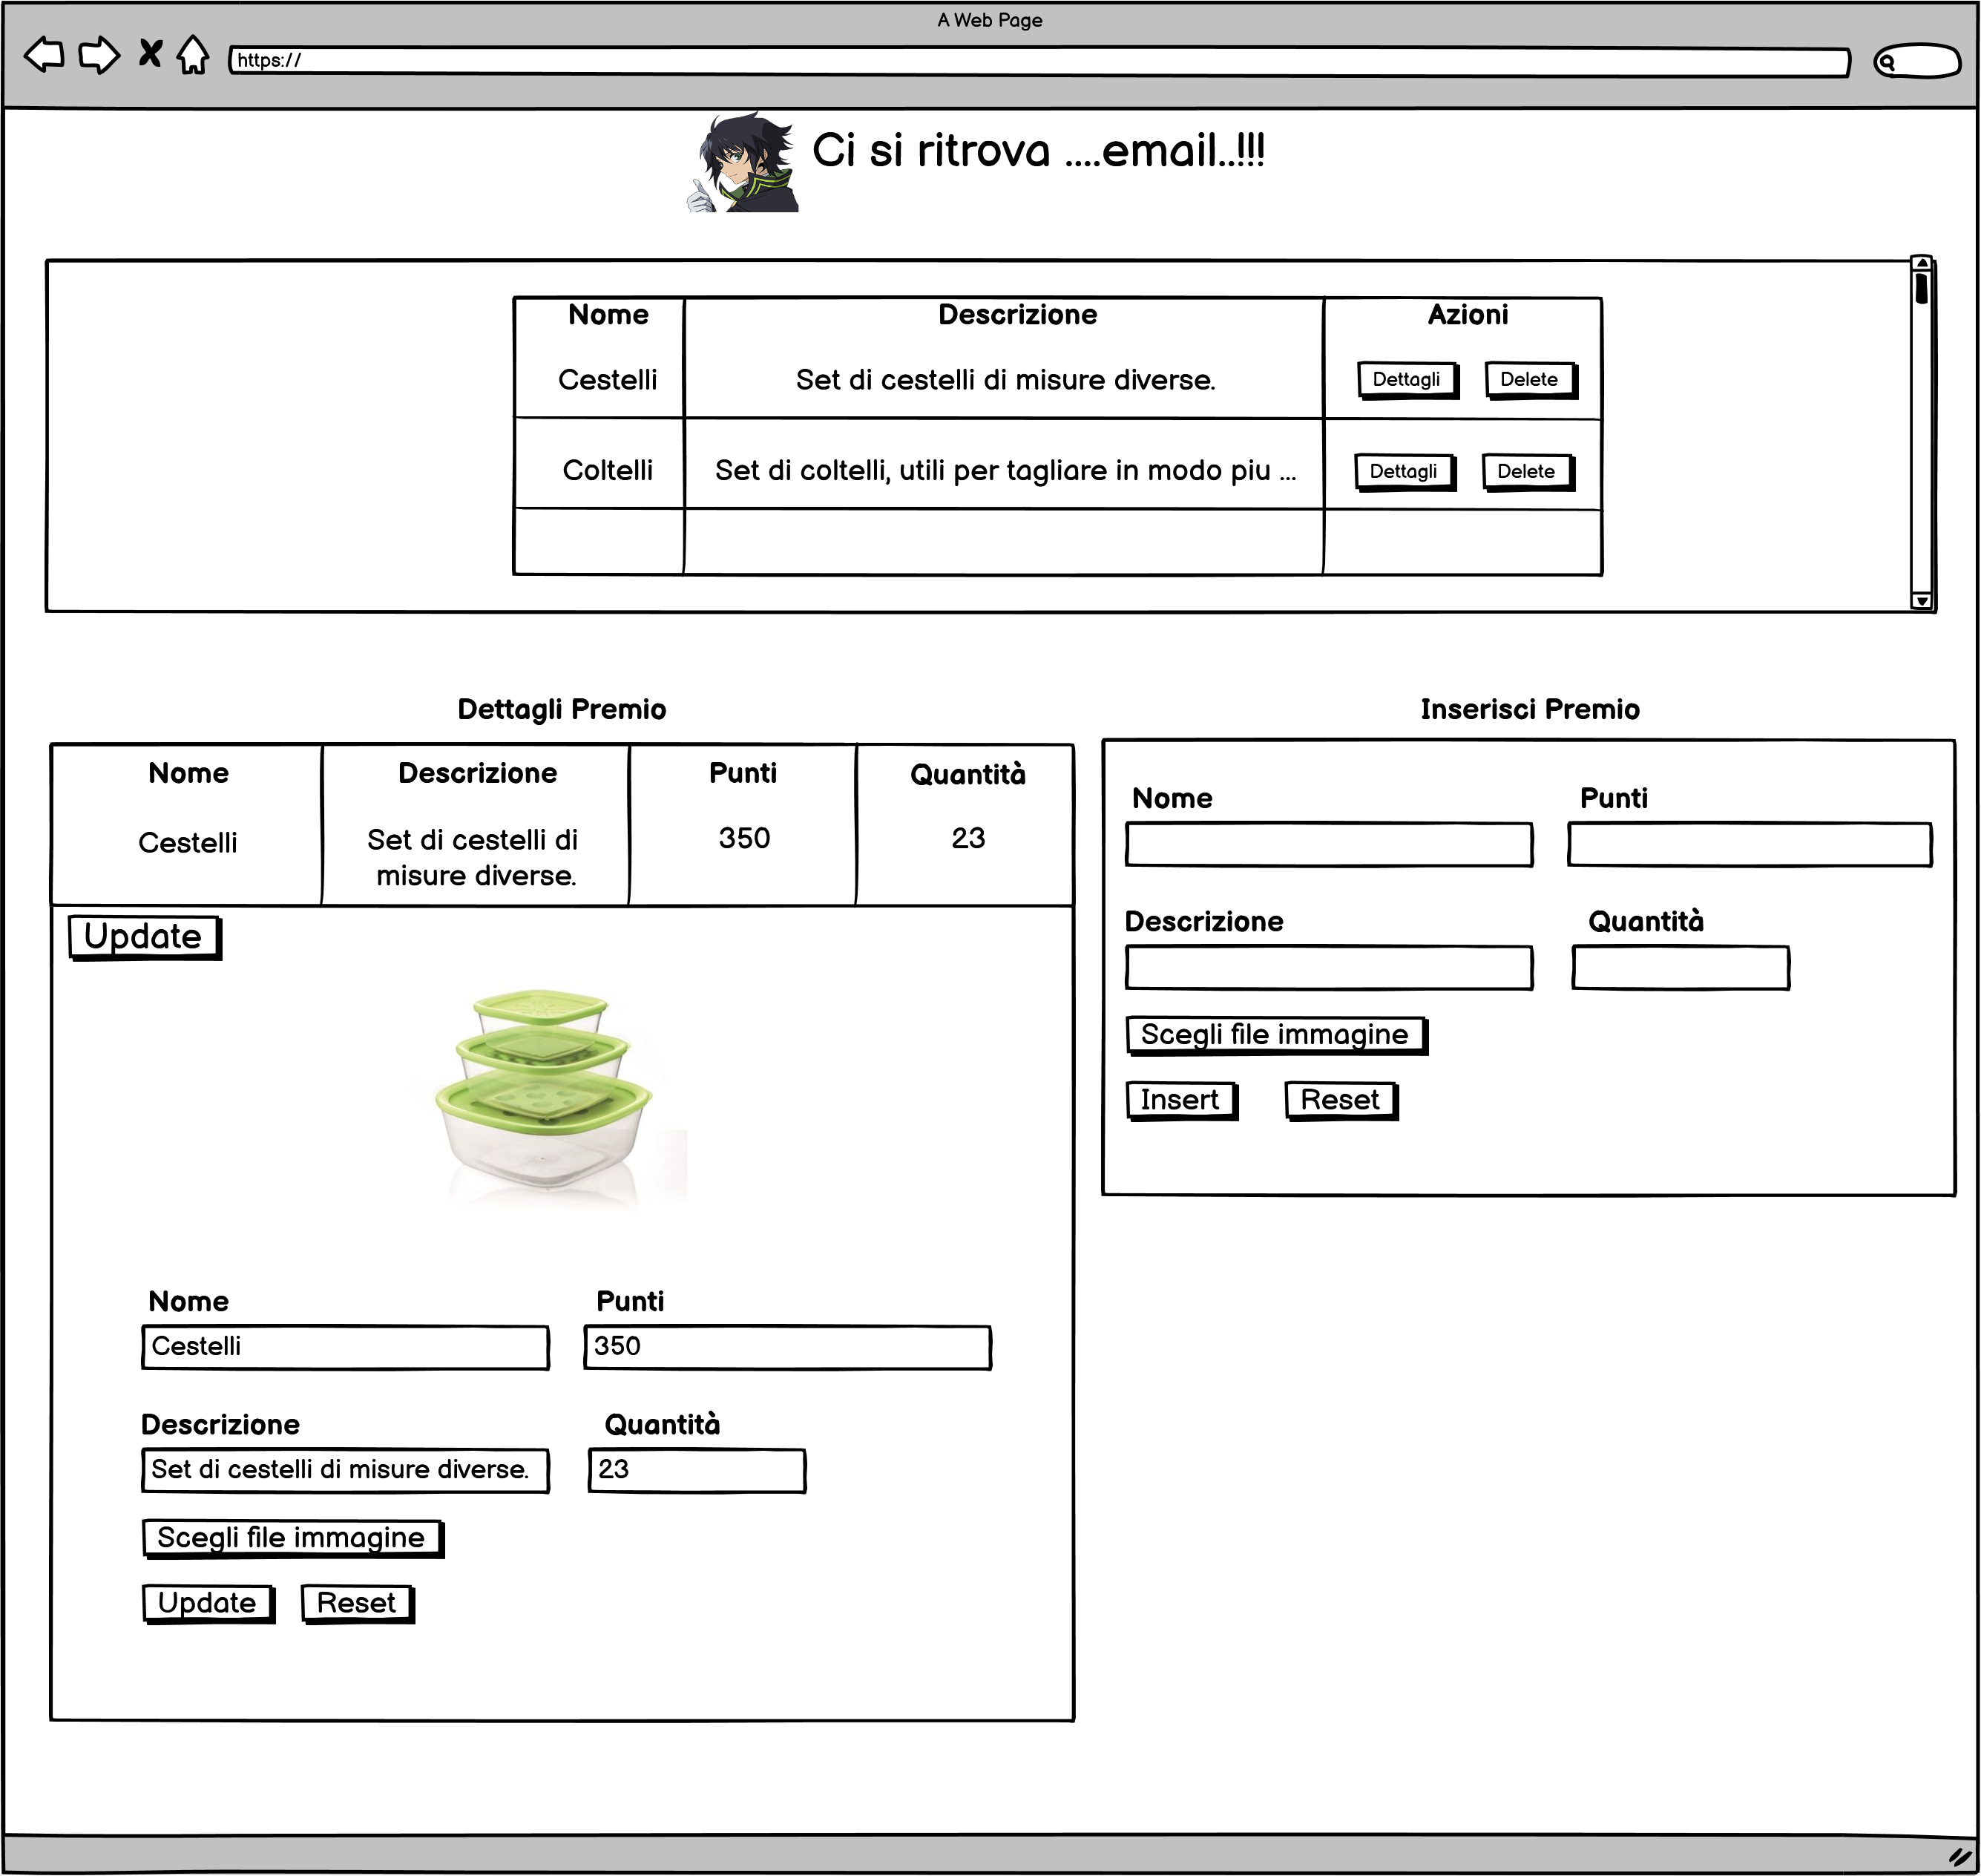 A Web Page
https://
Ci si ritrova ....email..!!!
Nome Descrizione Azioni
Cestelli Set di cestelli di misure diverse. Dettagli Delete
Coltelli Set di coltelli, utili per tagliare in modo piu ... Dettagli Delete
Dettagli Premio
Nome Descrizione Punti Quantità
Cestelli Set di cestelli di 350 23
misure diverse.
Update
Nome Punti
Cestelli 350
Descrizione Quantità
Set di cestelli di misure diverse. 23
Scegli file immagine
Update Reset
Inserisci Premio
Nome Punti
Descrizione Quantità
Scegli file immagine
Insert Reset